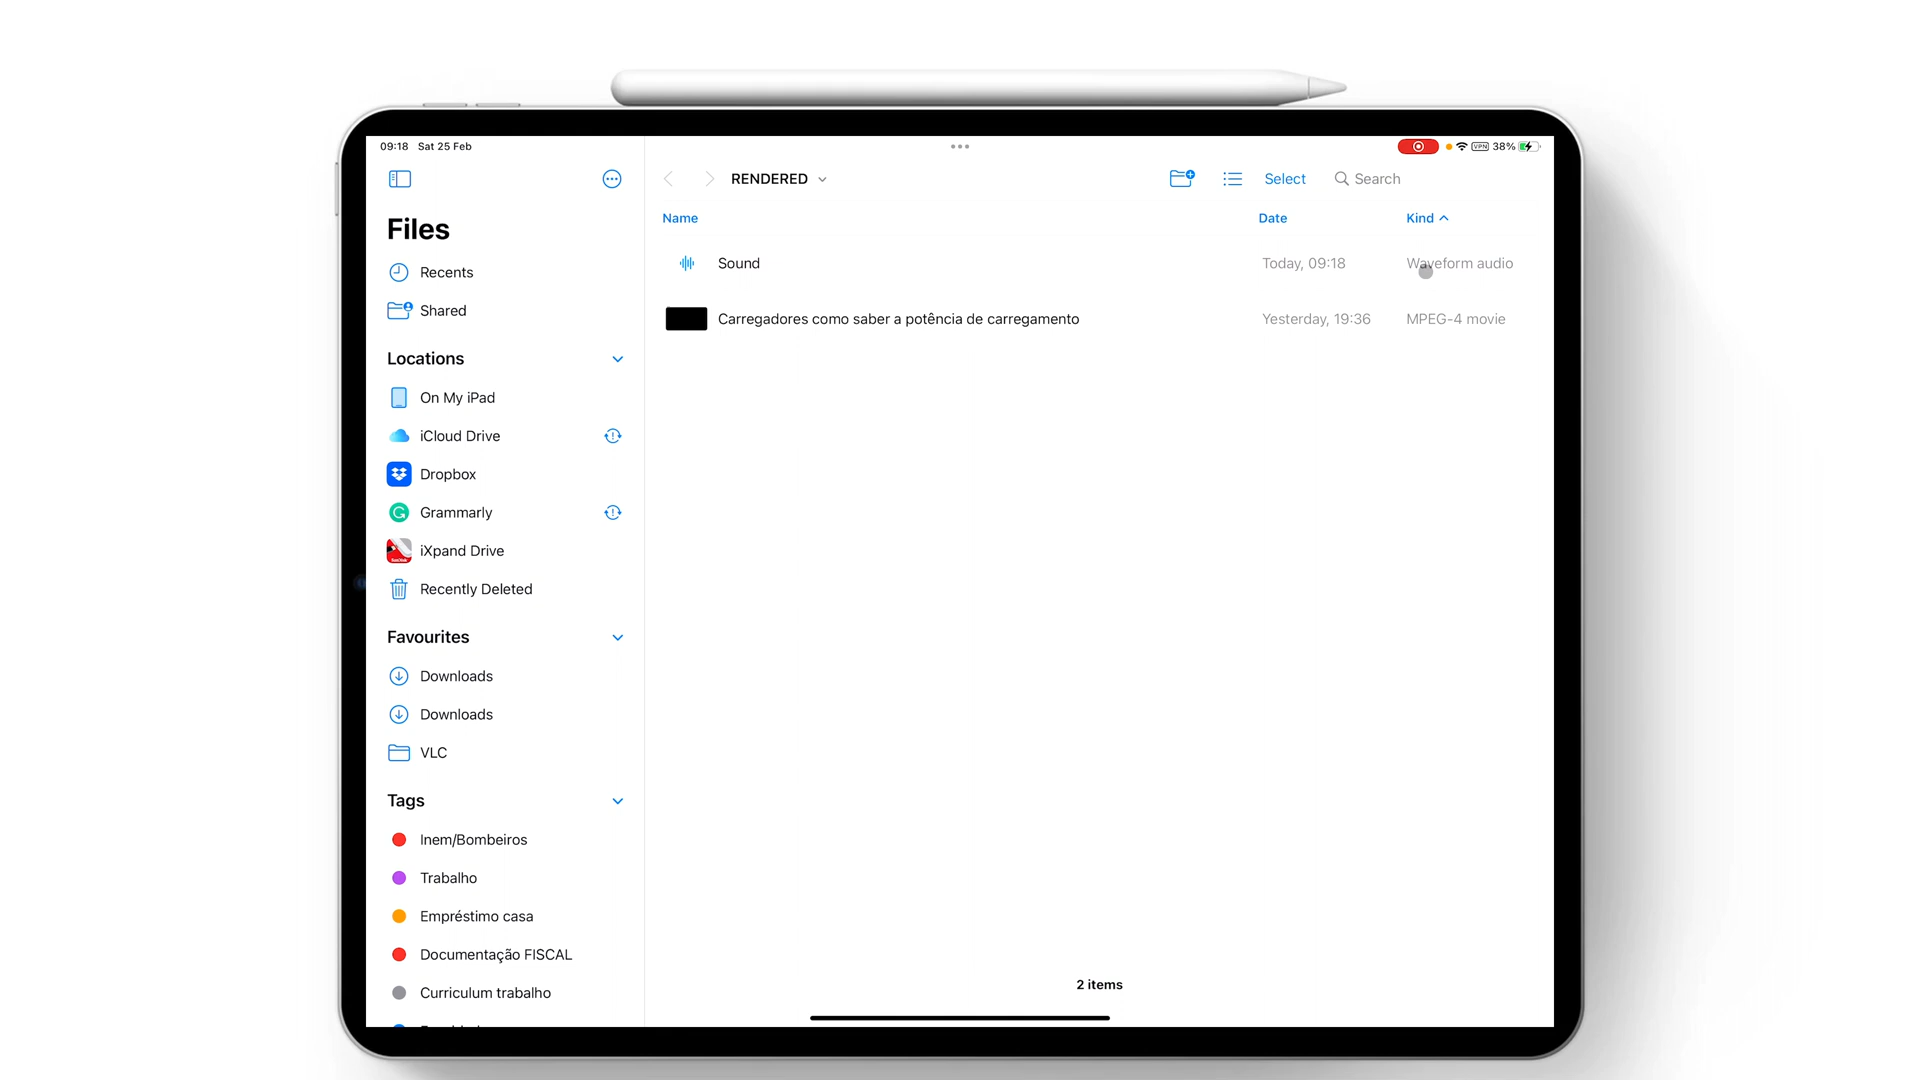 09:18 Sat 25 Feb
VPN 38%
RENDERED
Select
Search
Files
Recents
Shared
Locations
On My iPad
iCloud Drive
Dropbox
Grammarly
iXpand Drive
Recently Deleted
Favourites
Downloads
Downloads
VLC
Tags
Inem/Bombeiros
Trabalho
Empréstimo casa
Documentação FISCAL
Curriculum trabalho
Name Date Kind
Sound Today, 09:18 Waveform audio
Carregadores como saber a potência de carregamento Yesterday, 19:36 MPEG-4 movie
2 items